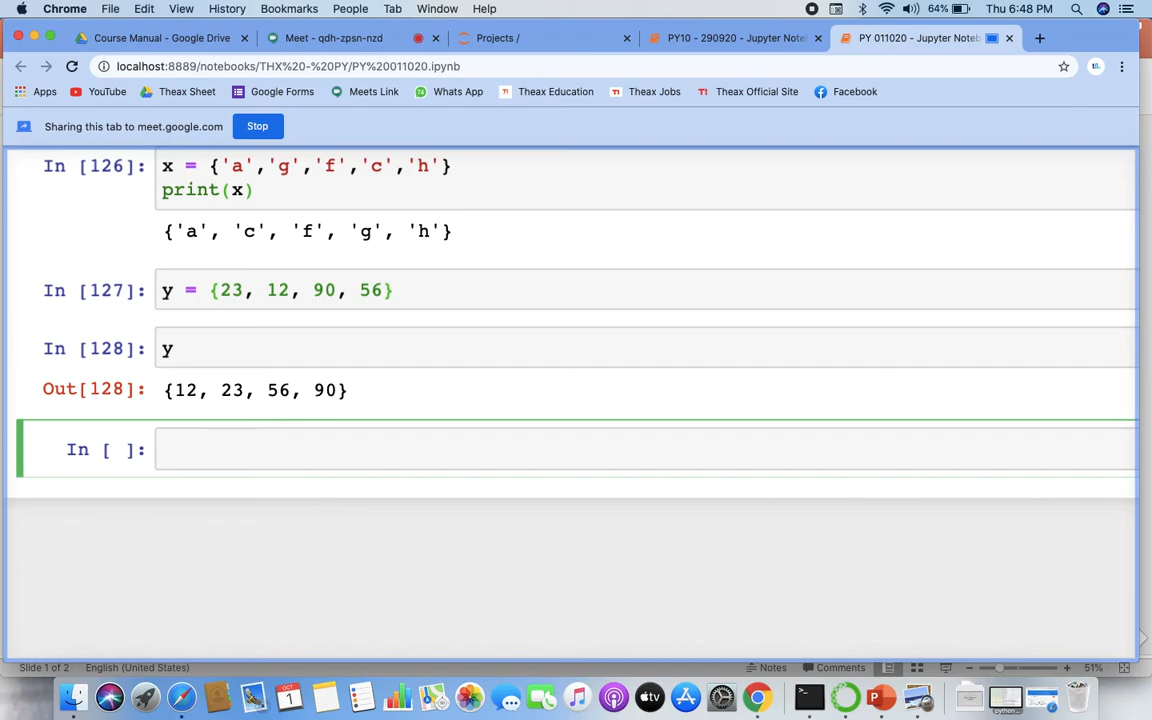 Chrome File Edit View History Bookmarks People Tab Window Help 64% Thu 6:48 PM
Course Manual - Google Drive Meet - qdh-zpsn-nzd Projects / PY10 - 290920 - Jupyter Note PY 011020 - Jupyter Noteb
localhost:8889/notebooks/THX%20-%20PY/PY%20011020.ipynb
Apps YouTube Theax Sheet Google Forms Meets Link Whats App Theax Education Theax Jobs Theax Official Site Facebook
Sharing this tab to meet.google.com Stop
In [126]: x = {'a','g','f','c','h'}
print(x)
{'a', 'c', 'f', 'g', 'h'}
In [127]: y = {23, 12, 90, 56}
In [128]: y
Out[128]: {12, 23, 56, 90}
In [ ]:
Slide 1 of 2 English (United States) Notes Comments 51%
OCT
1
tv